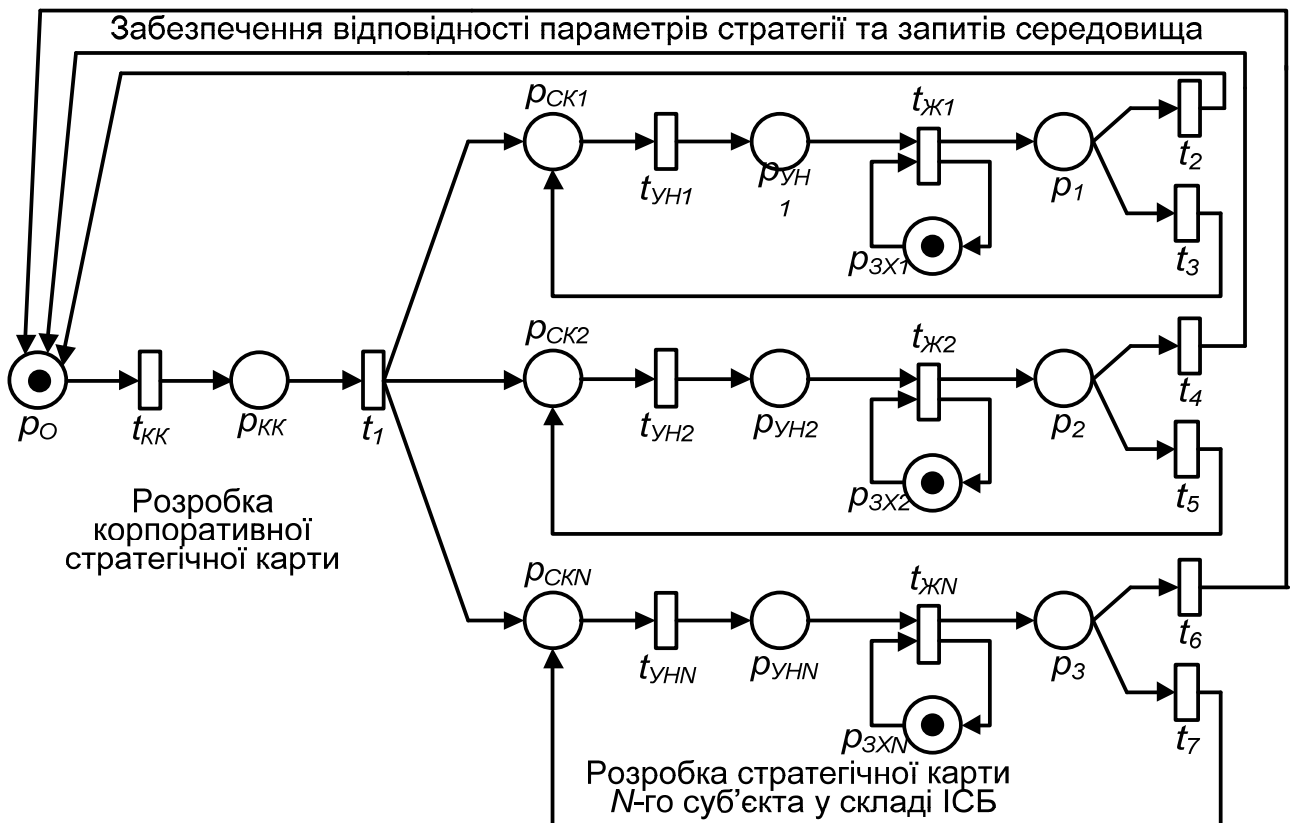 Забезпечення відповідності параметрів стратегії та запитів середовища
pСК1
tЖ1
t2
tУН1
pУН
1
p1
pЗХ1
t3
pСК2
tЖ2
t4
pО
tКК
pКК
t1
tУН2
pУН2
p2
pЗХ2
t5
Розробка
корпоративної
стратегічної карти
pСКN
tЖN
t6
tУНN
pУНN
p3
pЗХN
t7
Розробка стратегічної карти
N-го суб’єкта у складі ІСБ